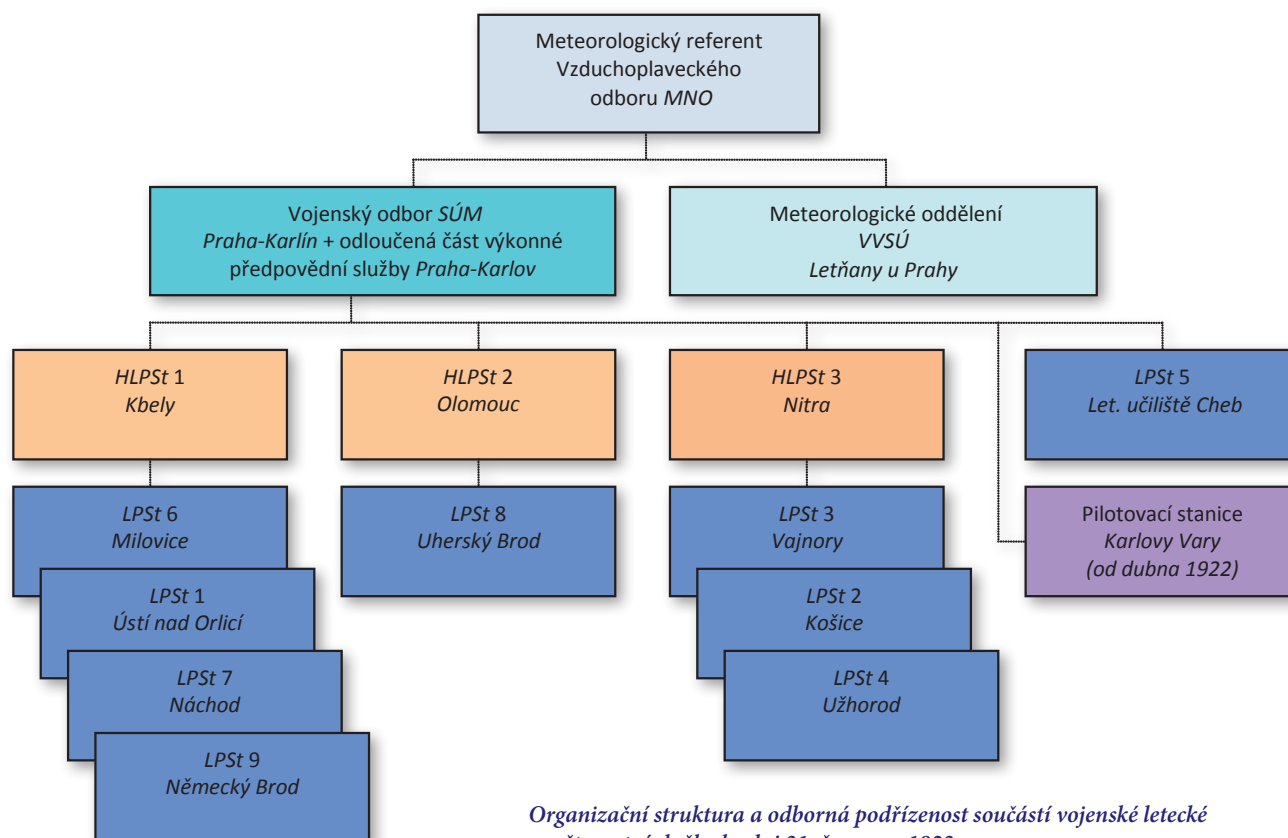 Meteorologický referent
Vzduchoplaveckého
odboru MNO
Vojenský odbor SÚM
Praha-Karlín + odloučená část výkonné
předpovědní služby Praha-Karlov
Meteorologické oddělení
VVSÚ
Letňany u Prahy
HLPSt 1
Kbely
HLPSt 2
Olomouc
HLPSt 3
Nitra
LPSt 5
Let. učiliště Cheb
LPSt 6
Milovice
LPSt 1
Ústí nad Orlicí
LPSt 7
Náchod
LPSt 9
Německý Brod
LPSt 8
Uherský Brod
LPSt 3
Vajnory
LPSt 2
Košice
LPSt 4
Užhorod
Pilotovací stanice
Karlovy Vary
(od dubna 1922)
Organizační struktura a odborná podřízenost součástí vojenské letecké